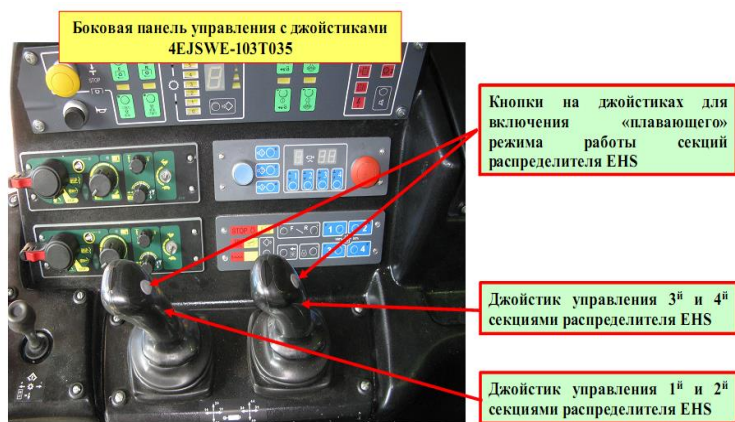 Боковая панель управления с джойстиками
4EJSWE-103T035
Кнопки на джойстиках для
включения «плавающего»
режима работы секций
распределителя EHS
STOP
STOP
F R
1
2
3
4
Джойстик управления 3й и 4й
секциями распределителя EHS
Джойстик управления 1й и 2й
секциями распределителя EHS